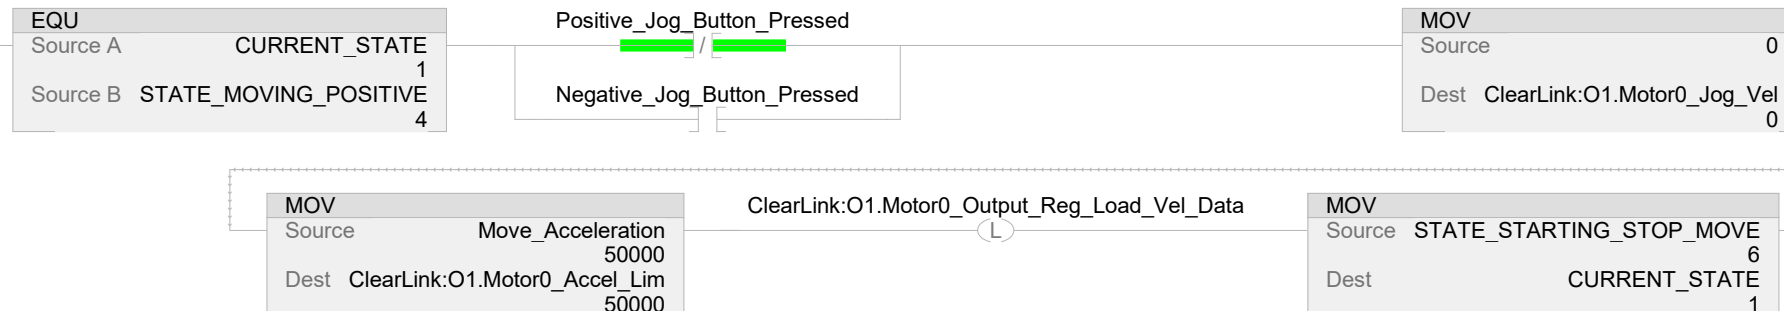 EQU
Source A CURRENT_STATE
1
Source B STATE_MOVING_POSITIVE
4
Positive_Jog_Button_Pressed
/
Negative_Jog_Button_Pressed
MOV
Source 0
Dest ClearLink:O1.Motor0_Jog_Vel
0
MOV
Source Move_Acceleration
50000
Dest ClearLink:O1.Motor0_Accel_Lim
50000
ClearLink:O1.Motor0_Output_Reg_Load_Vel_Data
L
MOV
Source STATE_STARTING_STOP_MOVE
6
Dest CURRENT_STATE
1